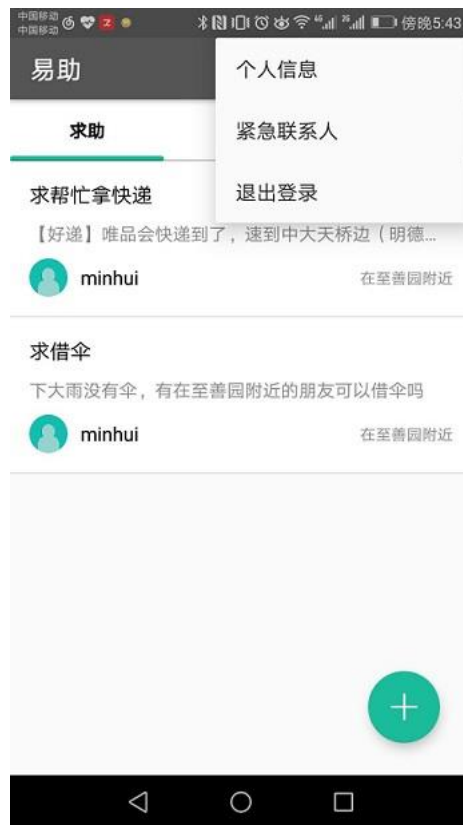 中国移动
中国移动
傍晚5:43
易助
个人信息
紧急联系人
退出登录
求助
求帮忙拿快递
【好递】唯品会快递到了，速到中大天桥边（明德...
minhui
在至善园附近
求借伞
下大雨没有伞，有在至善园附近的朋友可以借伞吗
minhui
在至善园附近